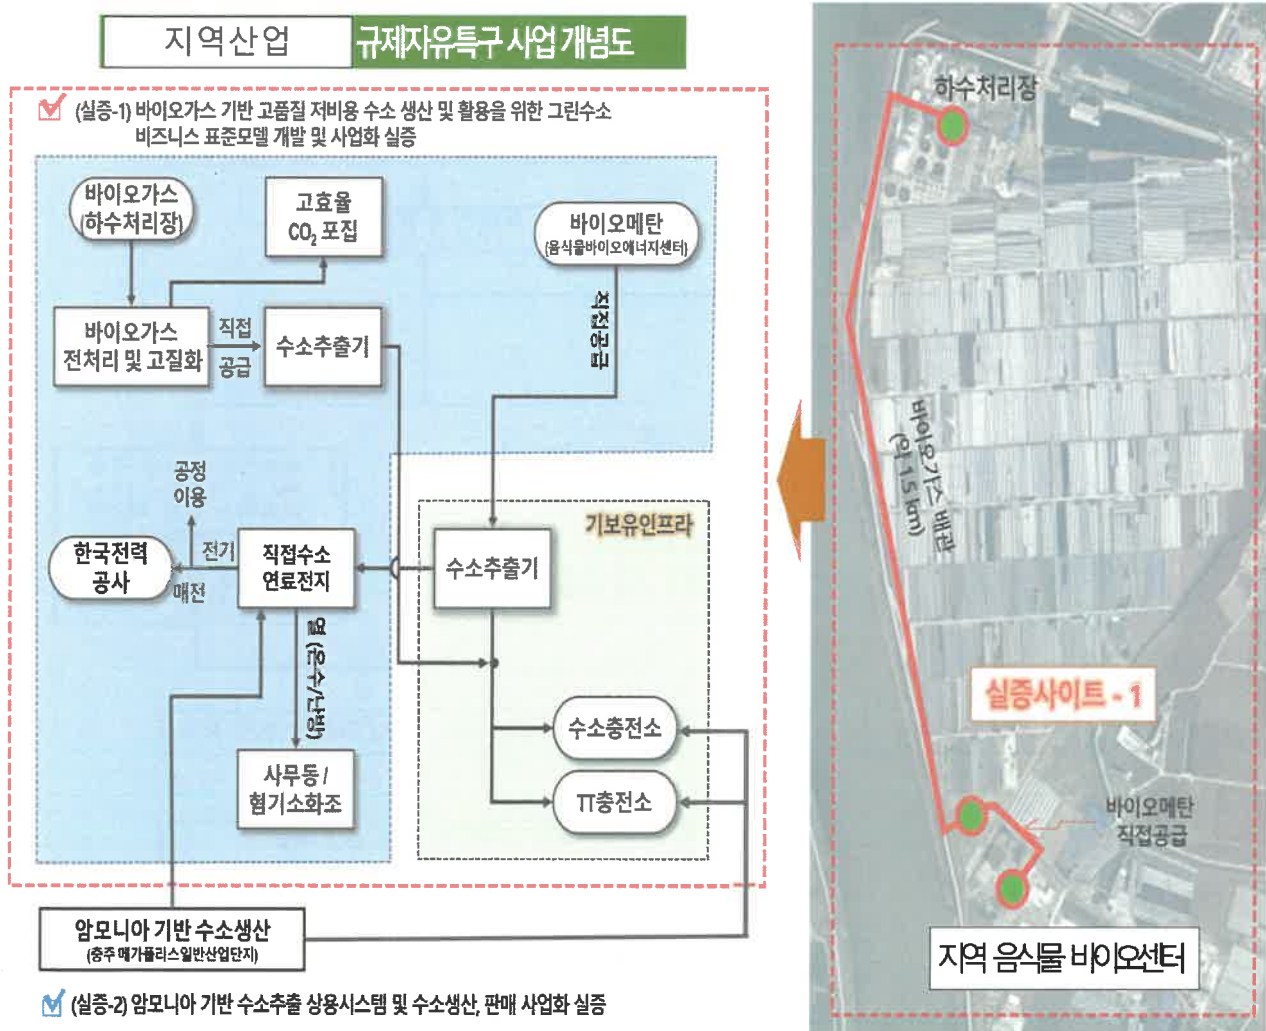 지역산업 규제자유특구 사업 개념도
(실증-1) 바이오가스 기반 고품질 저비용 수소 생산 및 활용을 위한 그린수소
비즈니스 표준모델 개발 및 사업화 실증
바이오가스
(하수처리장)
고효율
CO₂ 포집
바이오메탄
(음식물바이오에너지센터)
바이오가스
전처리 및 고질화
직접
공급
수소추출기
직접공급
공정
이용
기보유인프라
한국전력
공사
전기
매전
직접수소
연료전지
수소추출기
열 (온수/난방)
수소충전소
사무동 /
혐기소화조
TT충전소
암모니아 기반 수소생산
(충주 메가폴리스일반산업단지)
(실증-2) 암모니아 기반 수소추출 상용시스템 및 수소생산, 판매 사업화 실증
하수처리장
바이오가스 배관
(약 1.5 km)
실증사이트 - 1
바이오메탄
직접공급
지역 음식물 바이오센터